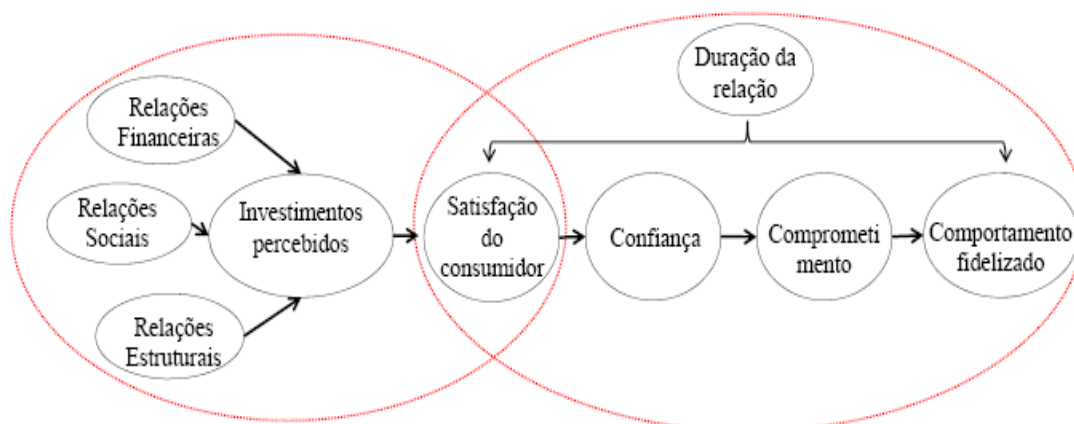 Duração da
relação
Relações
Financeiras
Relações
Sociais
Investimentos
percebidos
Relações
Estruturais
Satisfação
do
consumidor
Confiança
Comprometi
mento
Comportamento
fidelizado